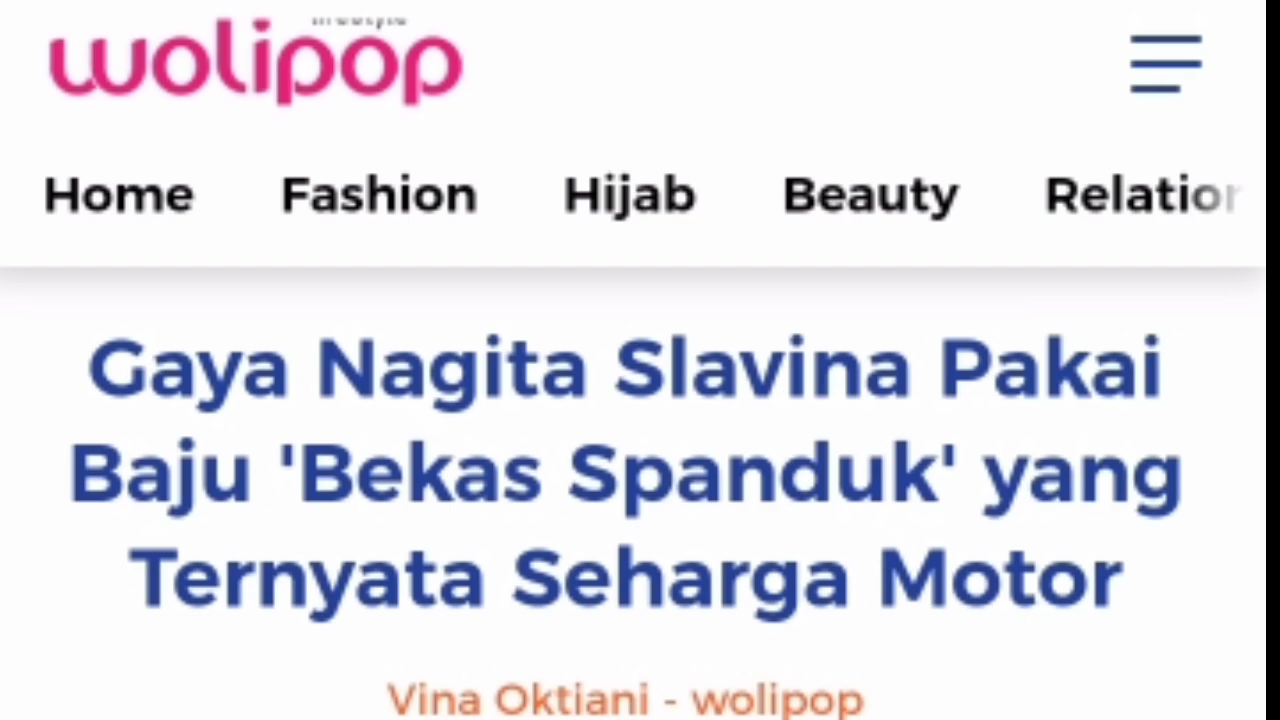 wolipop
Home Fashion Hijab Beauty Relation
Gaya Nagita Slavina Pakai
Baju 'Bekas Spanduk' yang
Ternyata Seharga Motor
Vina Oktiani - wolipop